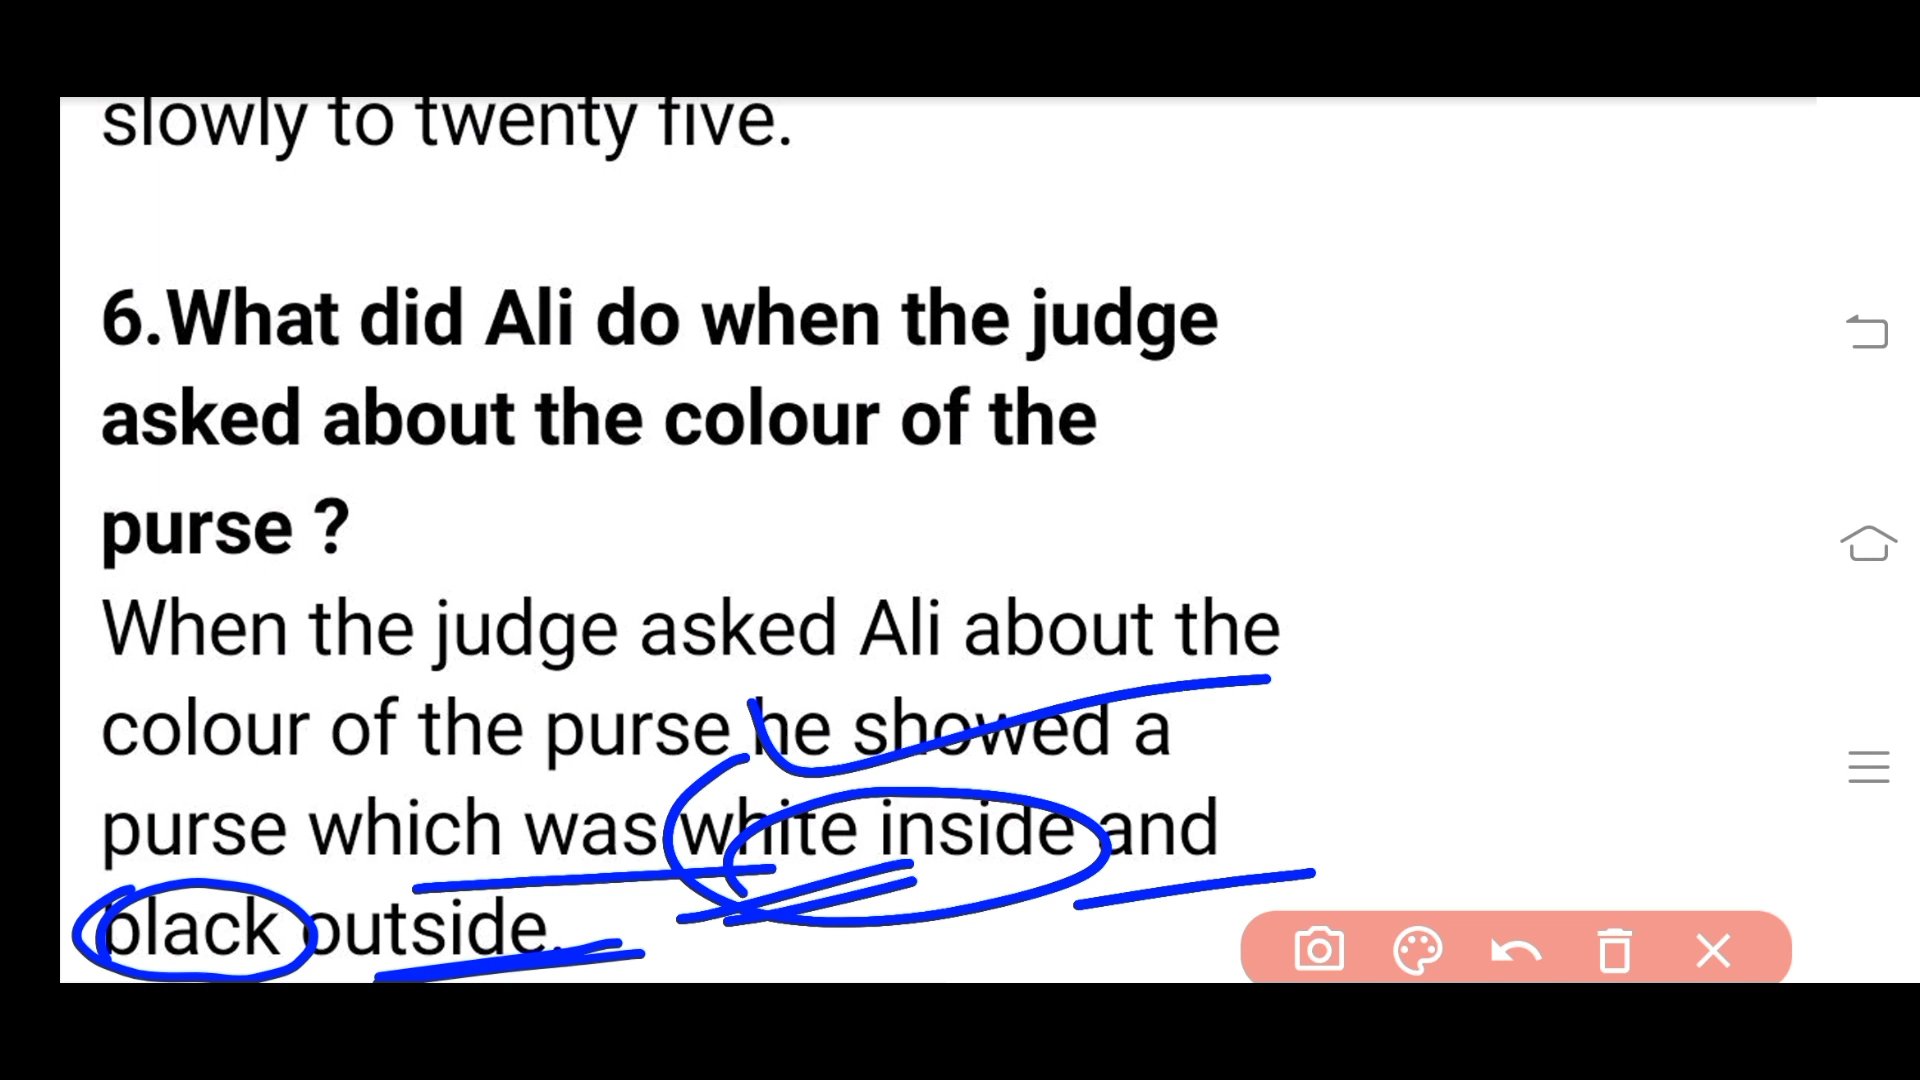 slowly to twenty five.
6.What did Ali do when the judge
asked about the colour of the
purse ?
When the judge asked Ali about the
colour of the purse he showed a
purse which was white inside and
black outside.